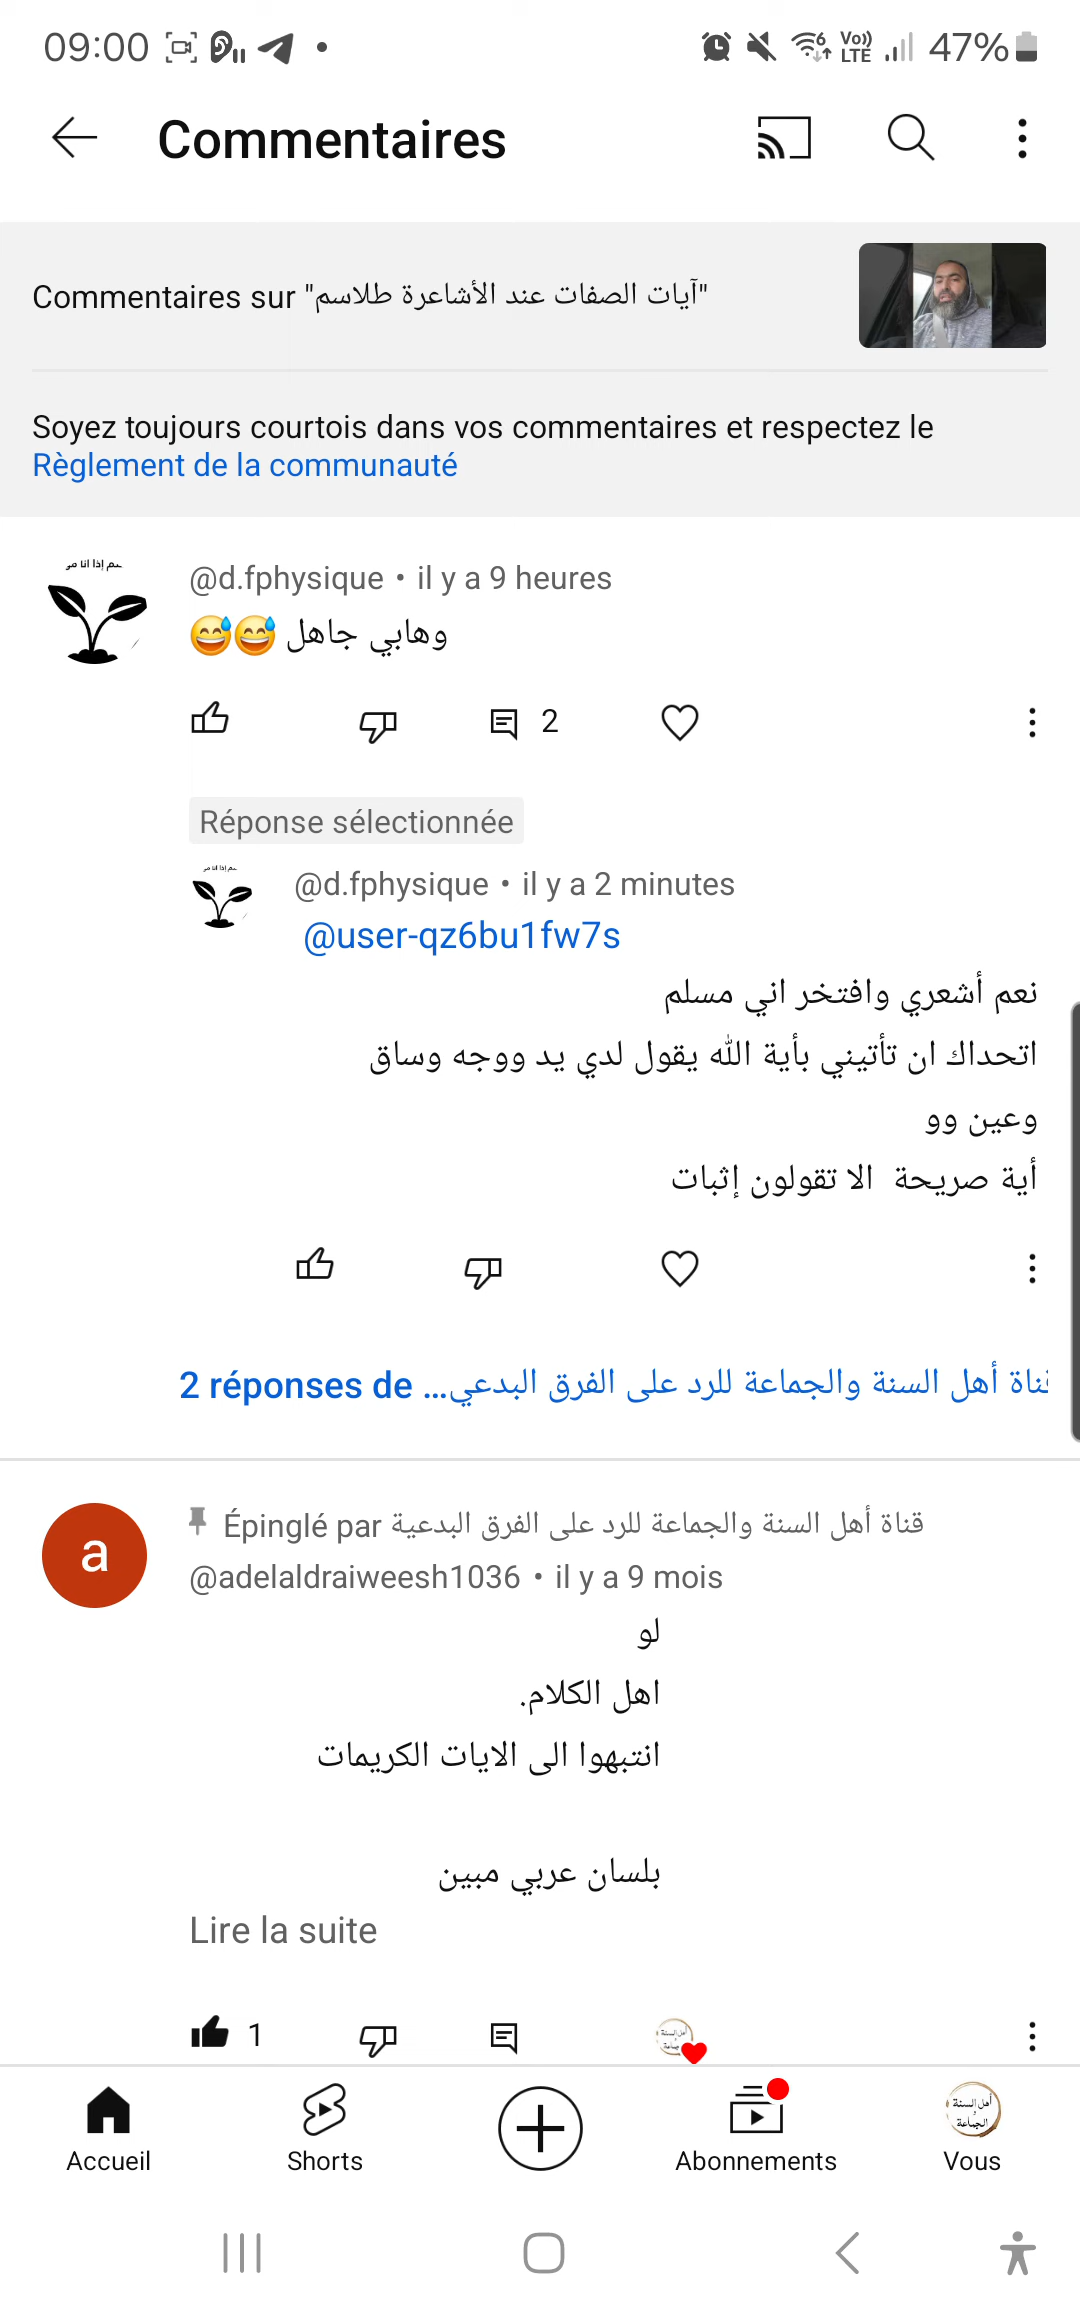 09:00
47%
Vo))
LTE
Commentaires
Commentaires sur "آيات الصفات عند الأشاعرة طلاسم"
Soyez toujours courtois dans vos commentaires et respectez le
Règlement de la communauté
@d.fphysique • il y a 9 heures
وهابي جاهل 😅😅
2
Réponse sélectionnée
@d.fphysique • il y a 2 minutes
@user-qz6bu1fw7s
نعم أشعري وافتخر اني مسلم
اتحداك ان تأتيني بأية الله يقول لدي يد ووجه وساق
وعين وو
أية صريحة الا تقولون إثبات
2 réponses de ...قناة أهل السنة والجماعة للرد على الفرق البدعي
Épinglé par قناة أهل السنة والجماعة للرد على الفرق البدعية
@adelaldraiweesh1036 • il y a 9 mois
لو
اهل الكلام.
انتبهوا الى الايات الكريمات
بلسان عربي مبين
Lire la suite
1
أهل السنة
و
الجماعة
Accueil
Shorts
Abonnements
Vous